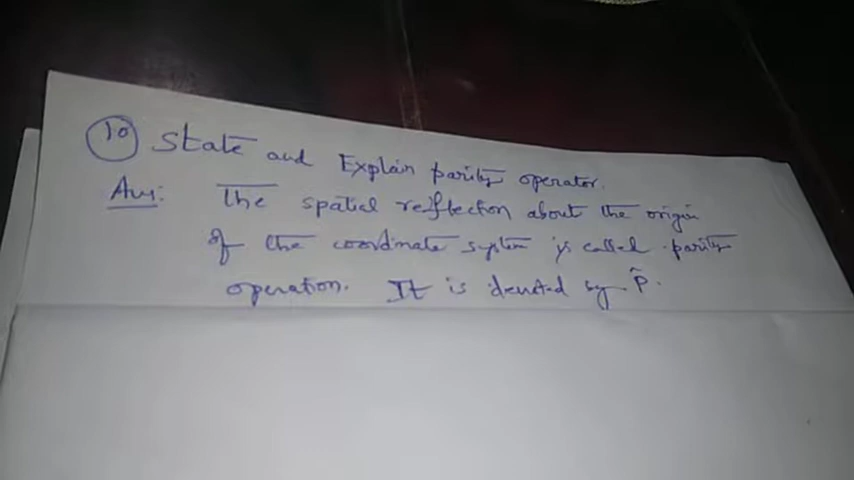 10 State and Explain parity operator.
Ans: The spatial reflection about the origin
of the coordinate system is called parity
operation. It is denoted by P̂.